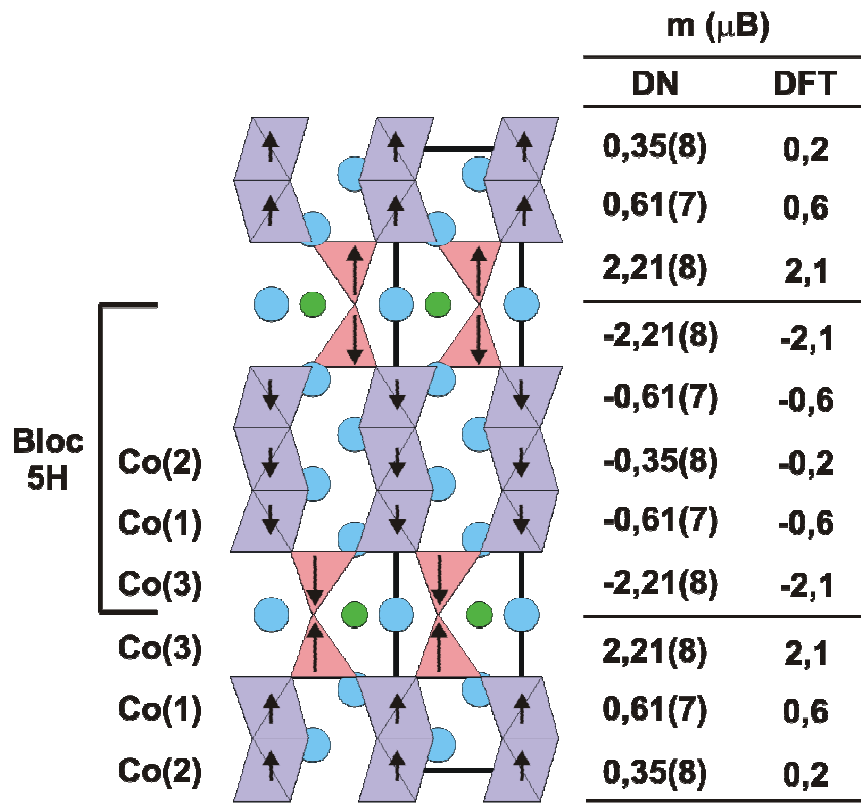 m (μB)
DN DFT
0,35(8) 0,2
0,61(7) 0,6
2,21(8) 2,1
-2,21(8) -2,1
-0,61(7) -0,6
Bloc
5H
Co(2) -0,35(8) -0,2
Co(1) -0,61(7) -0,6
Co(3) -2,21(8) -2,1
Co(3) 2,21(8) 2,1
Co(1) 0,61(7) 0,6
Co(2) 0,35(8) 0,2